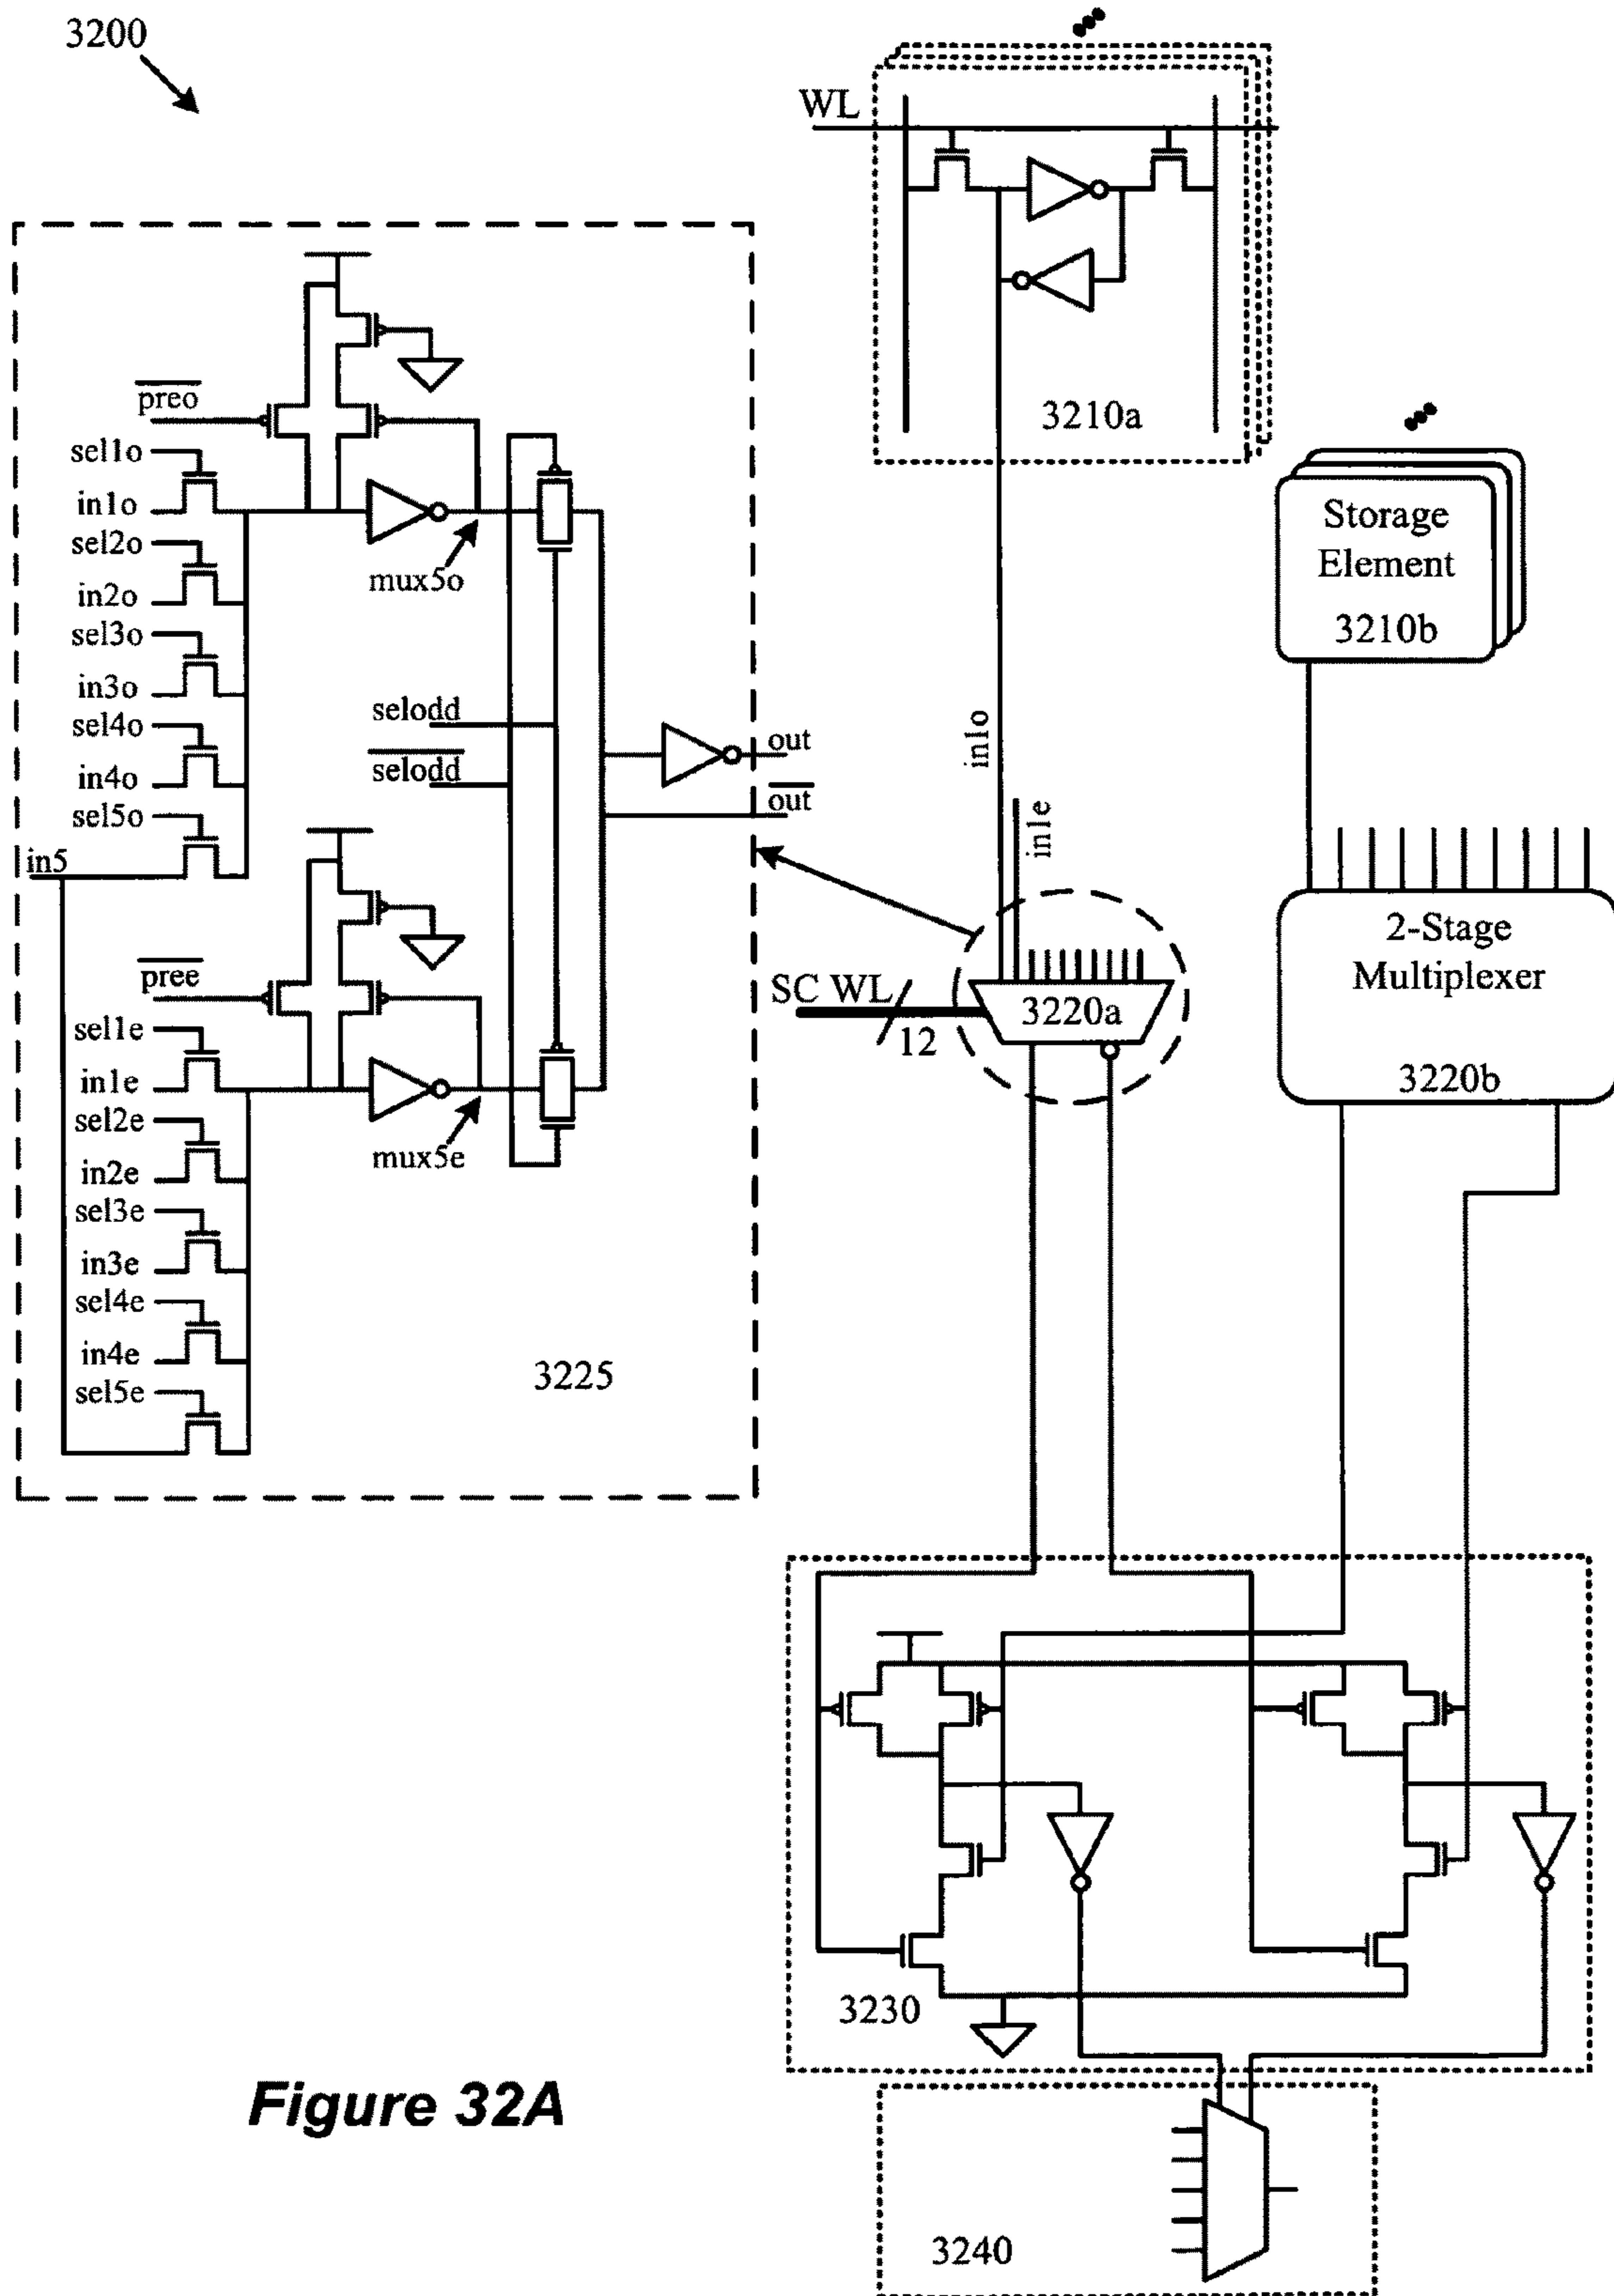 3200
WL
3210a
preo
sel1o
in1o
sel2o
in2o
sel3o
in3o
sel4o
in4o
sel5o
in5
mux5o
selodd
selodd
out
out
pree
sel1e
in1e
sel2e
in2e
sel3e
in3e
sel4e
in4e
sel5e
mux5e
3225
in1o
in1e
SC WL
12
3220a
Storage
Element
3210b
2-Stage
Multiplexer
3220b
3230
3240
Figure 32A